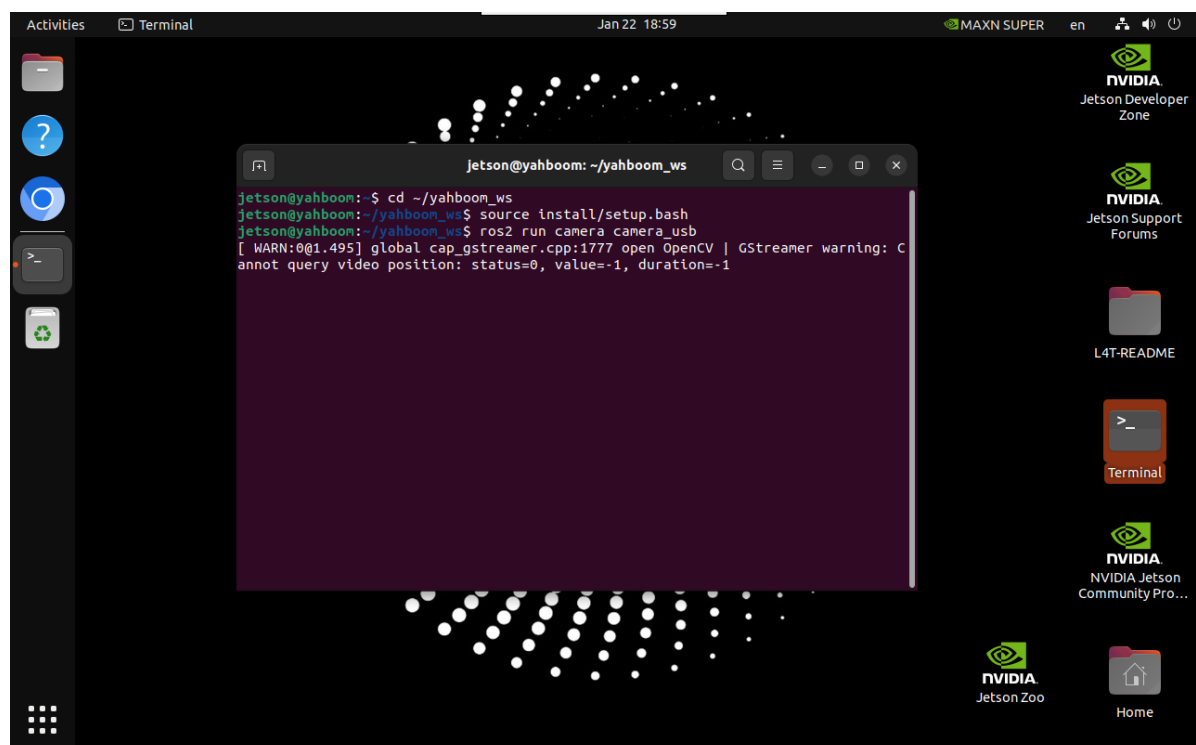 Activities
Terminal
Jan 22 18:59
MAXN SUPER
en
NVIDIA.
Jetson Developer
Zone
jetson@yahboom: ~/yahboom_ws
jetson@yahboom:~$ cd ~/yahboom_ws
jetson@yahboom:~/yahboom_ws$ source install/setup.bash
jetson@yahboom:~/yahboom_ws$ ros2 run camera camera_usb
[ WARN:0@1.495] global cap_gstreamer.cpp:1777 open OpenCV | GStreamer warning: C
annot query video position: status=0, value=-1, duration=-1
NVIDIA.
Jetson Support
Forums
L4T-README
>_
Terminal
NVIDIA.
NVIDIA Jetson
Community Pro...
NVIDIA.
Jetson Zoo
Home